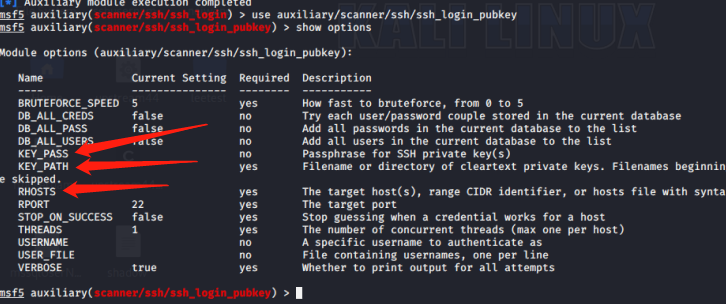 [*] Auxiliary module execution completed
msf5 auxiliary(scanner/ssh/ssh_login) > use auxiliary/scanner/ssh/ssh_login_pubkey
msf5 auxiliary(scanner/ssh/ssh_login_pubkey) > show options
KALI LINUX
Module options (auxiliary/scanner/ssh/ssh_login_pubkey):
Name Current Setting Required Description
---- --------------- -------- -----------
BRUTEFORCE_SPEED 5 yes How fast to bruteforce, from 0 to 5
DB_ALL_CREDS false no Try each user/password couple stored in the current database
DB_ALL_PASS false no Add all passwords in the current database to the list
DB_ALL_USERS false no Add all users in the current database to the list
KEY_PASS no Passphrase for SSH private key(s)
KEY_PATH yes Filename or directory of cleartext private keys. Filenames beginnin
e skipped.
RHOSTS yes The target host(s), range CIDR identifier, or hosts file with synta
RPORT 22 yes The target port
STOP_ON_SUCCESS false yes Stop guessing when a credential works for a host
THREADS 1 yes The number of concurrent threads (max one per host)
USERNAME no A specific username to authenticate as
USER_FILE no File containing usernames, one per line
VERBOSE true yes Whether to print output for all attempts
msf5 auxiliary(scanner/ssh/ssh_login_pubkey) >